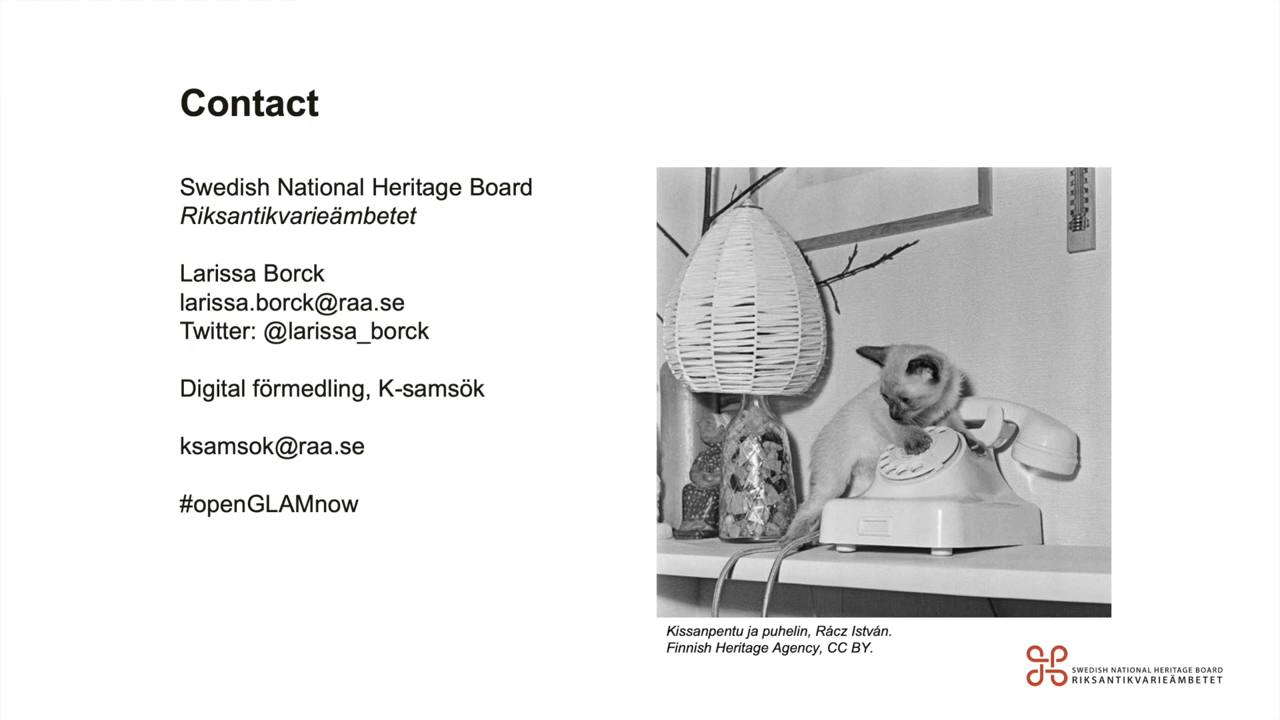 Contact
Swedish National Heritage Board
Riksantikvarieämbetet
Larissa Borck
larissa.borck@raa.se
Twitter: @larissa_borck
Digital förmedling, K-samsök
ksamsok@raa.se
#openGLAMnow
Kissanpentu ja puhelin, Rácz István.
Finnish Heritage Agency, CC BY.
SWEDISH NATIONAL HERITAGE BOARD
RIKSANTIKVARIEÄMBETET